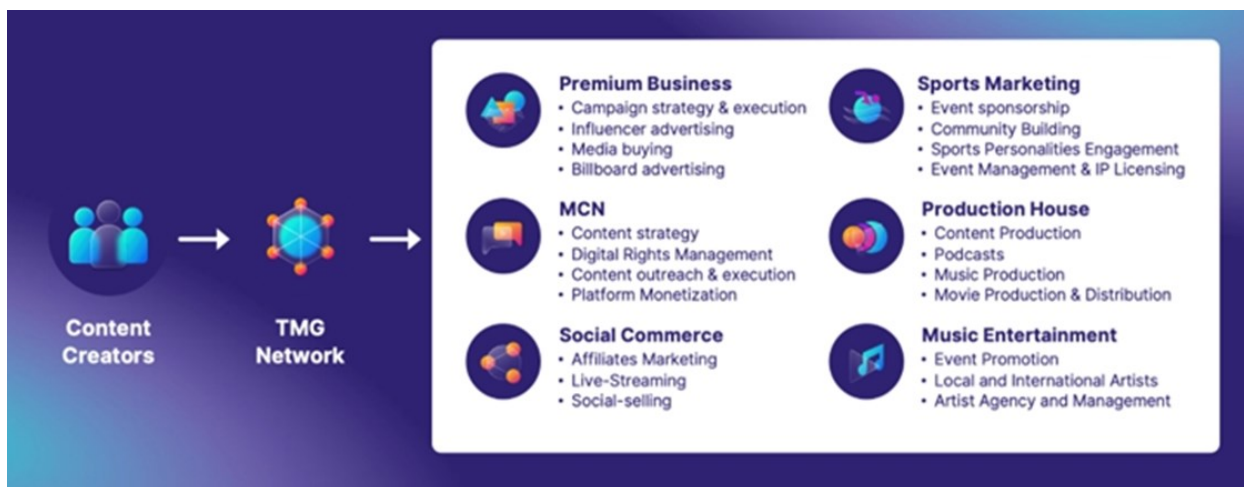 Content
Creators
TMG
Network
Premium Business
• Campaign strategy & execution
• Influencer advertising
• Media buying
• Billboard advertising
MCN
• Content strategy
• Digital Rights Management
• Content outreach & execution
• Platform Monetization
Social Commerce
• Affiliates Marketing
• Live-Streaming
• Social-selling
Sports Marketing
• Event sponsorship
• Community Building
• Sports Personalities Engagement
• Event Management & IP Licensing
Production House
• Content Production
• Podcasts
• Music Production
• Movie Production & Distribution
Music Entertainment
• Event Promotion
• Local and International Artists
• Artist Agency and Management